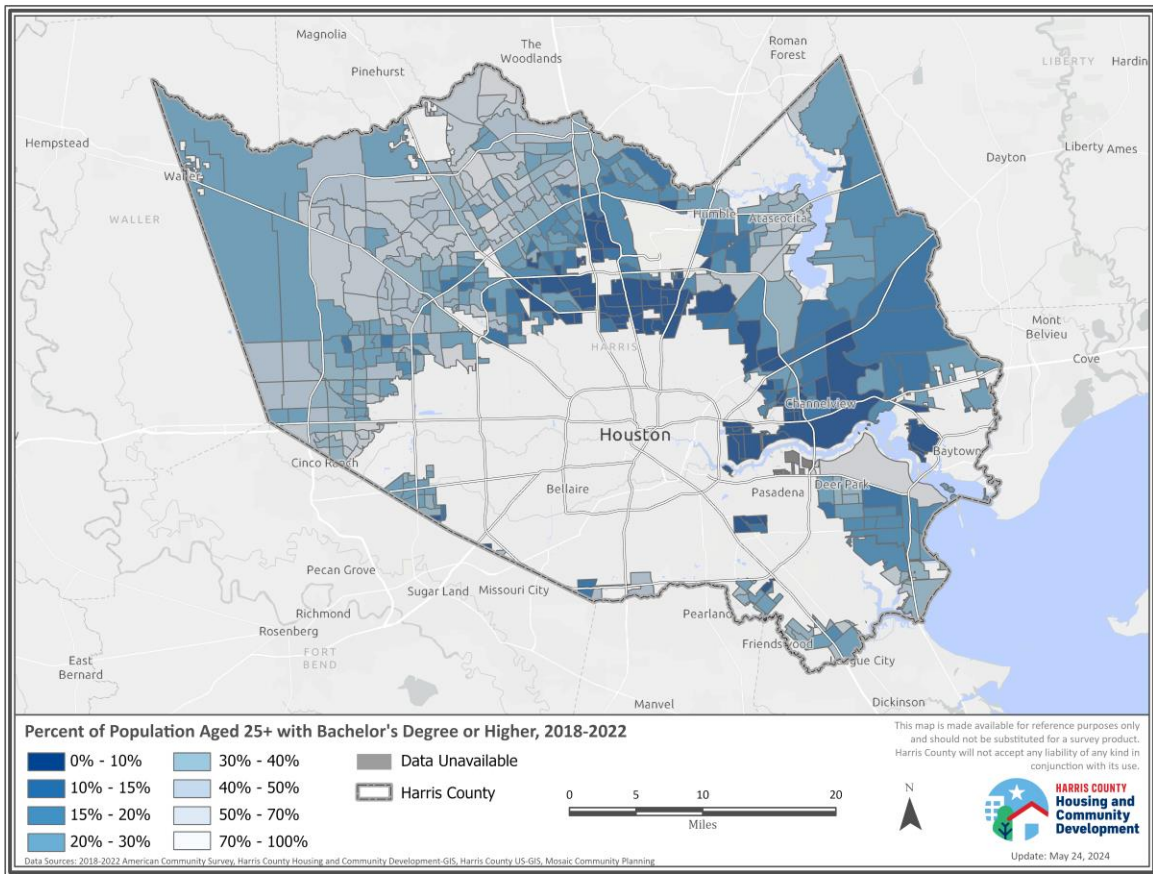 Magnolia
The
Woodlands
Roman
Forest
LIBERTY
Hardin
Pinehurst
Hempstead
Dayton
Liberty Ames
Waller
WALLER
Humble
Atascocita
Mont
Belvieu
HARRIS
Cove
Channelview
Houston
Baytown
Cinco Ranch
Bellaire
Pasadena
Deer Park
Pecan Grove
Sugar Land
Missouri City
Richmond
Pearland
Rosenberg
Friendswood
FORT
BEND
League City
East
Bernard
Manvel
Dickinson
Percent of Population Aged 25+ with Bachelor's Degree or Higher, 2018-2022
0% - 10%
10% - 15%
15% - 20%
20% - 30%
30% - 40%
40% - 50%
50% - 70%
70% - 100%
Data Unavailable
Harris County
0 5 10 20
Miles
N
This map is made available for reference purposes only
and should not be substituted for a survey product.
Harris County will not accept any liability of any kind in
conjunction with its use.
HARRIS COUNTY
Housing and
Community
Development
Update: May 24, 2024
Data Sources: 2018-2022 American Community Survey, Harris County Housing and Community Development-GIS, Harris County US-GIS, Mosaic Community Planning